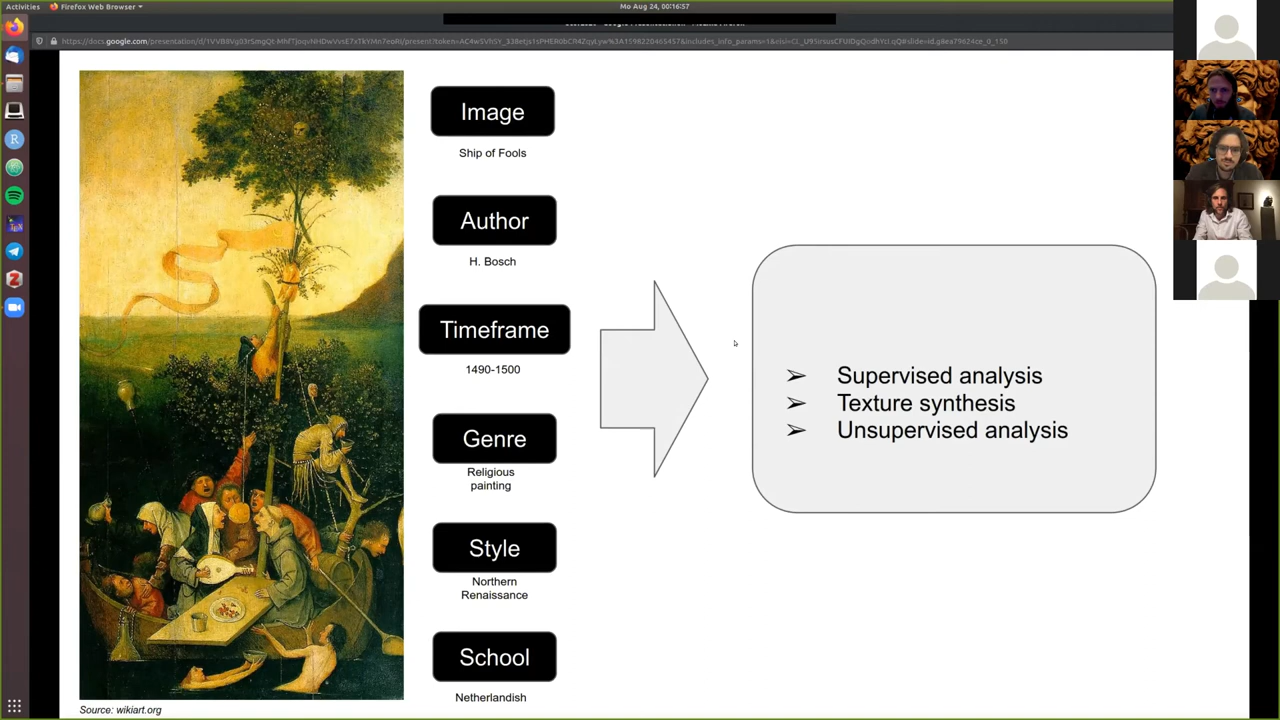 Activities
Firefox Web Browser
Mo Aug 24, 00:16:57
Image
Ship of Fools
Author
H. Bosch
Timeframe
1490-1500
Genre
Religious
painting
Style
Northern
Renaissance
School
Netherlandish
Supervised analysis
Texture synthesis
Unsupervised analysis
Source: wikiart.org